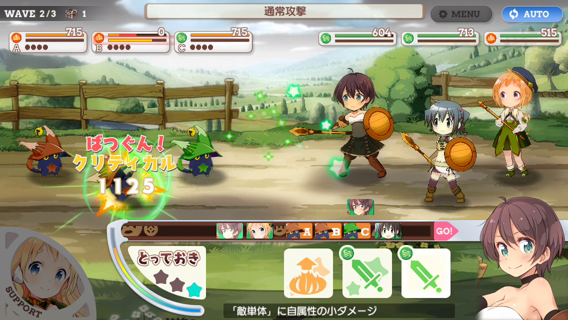 WAVE 2/3
1
通常攻撃
MENU
AUTO
715
A
0
B
715
C
604
713
515
ばつぐん!
クリティカル
1125
A
B
C
GO!
とっておき
SUPPORT
「敵単体」に自属性の小ダメージ